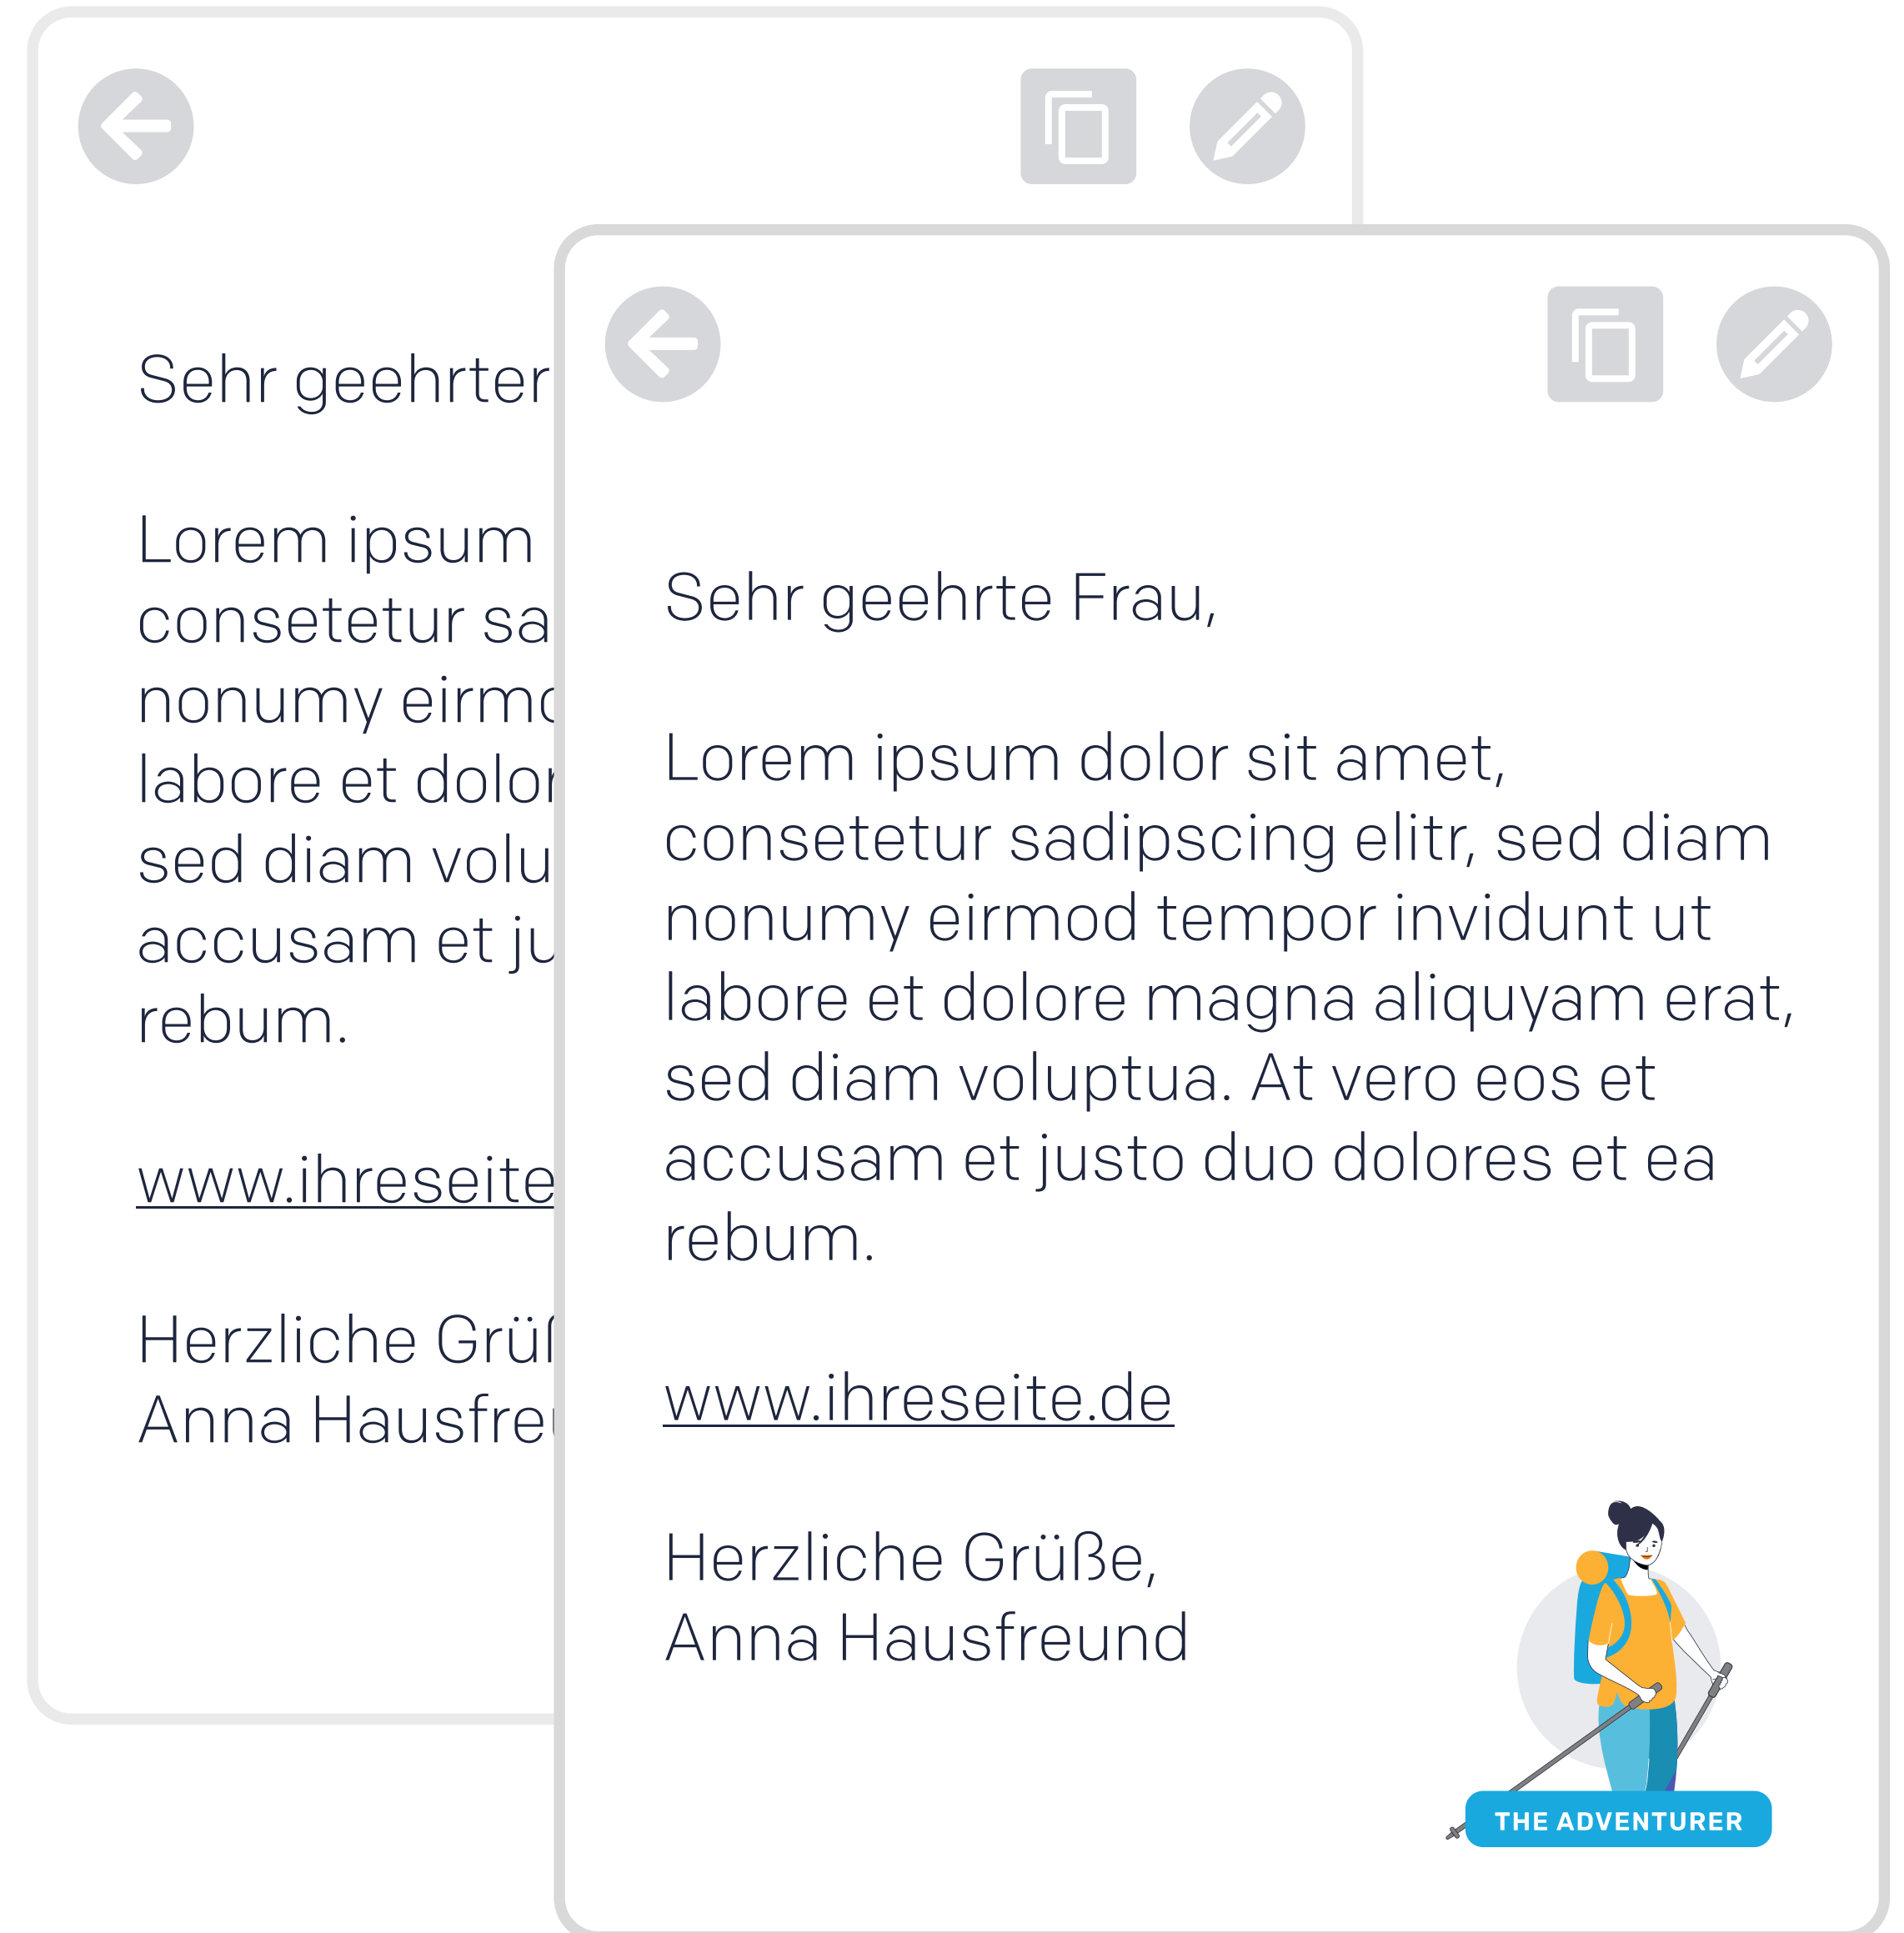 Sehr geehrter
Lorem ipsum
consetetur sa
nonumy eirmo
labore et dolor
sed diam volu
accusam et ju
rebum.
www.ihreseite
Herzliche Grüß
Anna Hausfreu
Sehr geehrte Frau,
Lorem ipsum dolor sit amet,
consetetur sadipscing elitr, sed diam
nonumy eirmod tempor invidunt ut
labore et dolore magna aliquyam erat,
sed diam voluptua. At vero eos et
accusam et justo duo dolores et ea
rebum.
www.ihreseite.de
Herzliche Grüße,
Anna Hausfreund
THE ADVENTURER